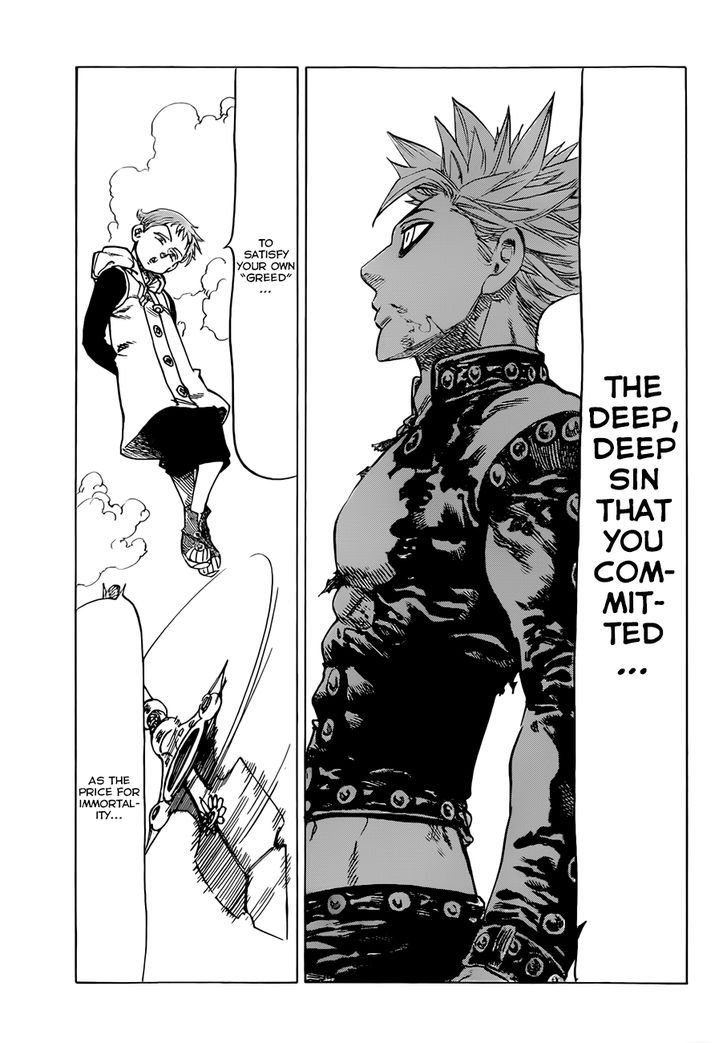 THE
DEEP,
DEEP
SIN
THAT
YOU
COM-
MIT-
TED
...
TO
SATISFY
YOUR OWN
"GREED"
...
AS THE
PRICE FOR
IMMORTAL-
ITY...